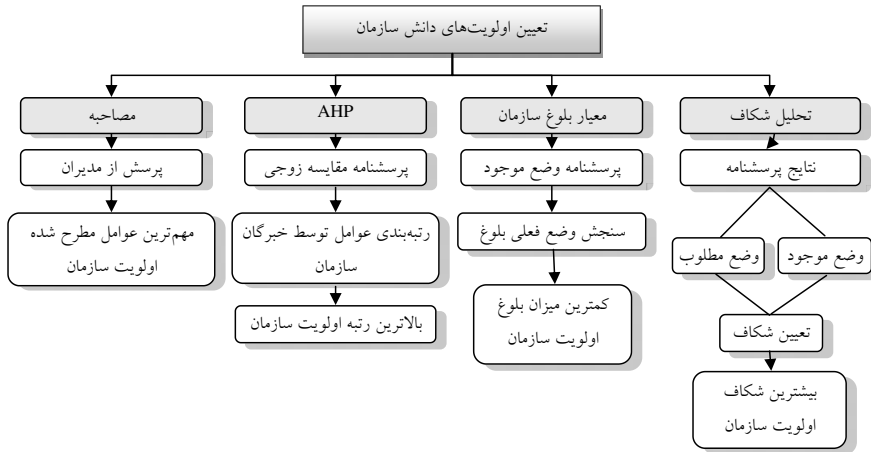 تعیین اولویت‌های دانش سازمان
تحلیل شکاف
معیار بلوغ سازمان
AHP
مصاحبه
نتایج پرسشنامه
پرسشنامه وضع موجود
پرسشنامه مقایسه زوجی
پرسش از مدیران
وضع موجود
وضع مطلوب
سنجش وضع فعلی بلوغ
رتبه‌بندی عوامل توسط خبرگان
سازمان
مهم‌ترین عوامل مطرح شده
اولویت سازمان
تعیین شکاف
کمترین میزان بلوغ
اولویت سازمان
بالاترین رتبه اولویت سازمان
بیشترین شکاف
اولویت سازمان